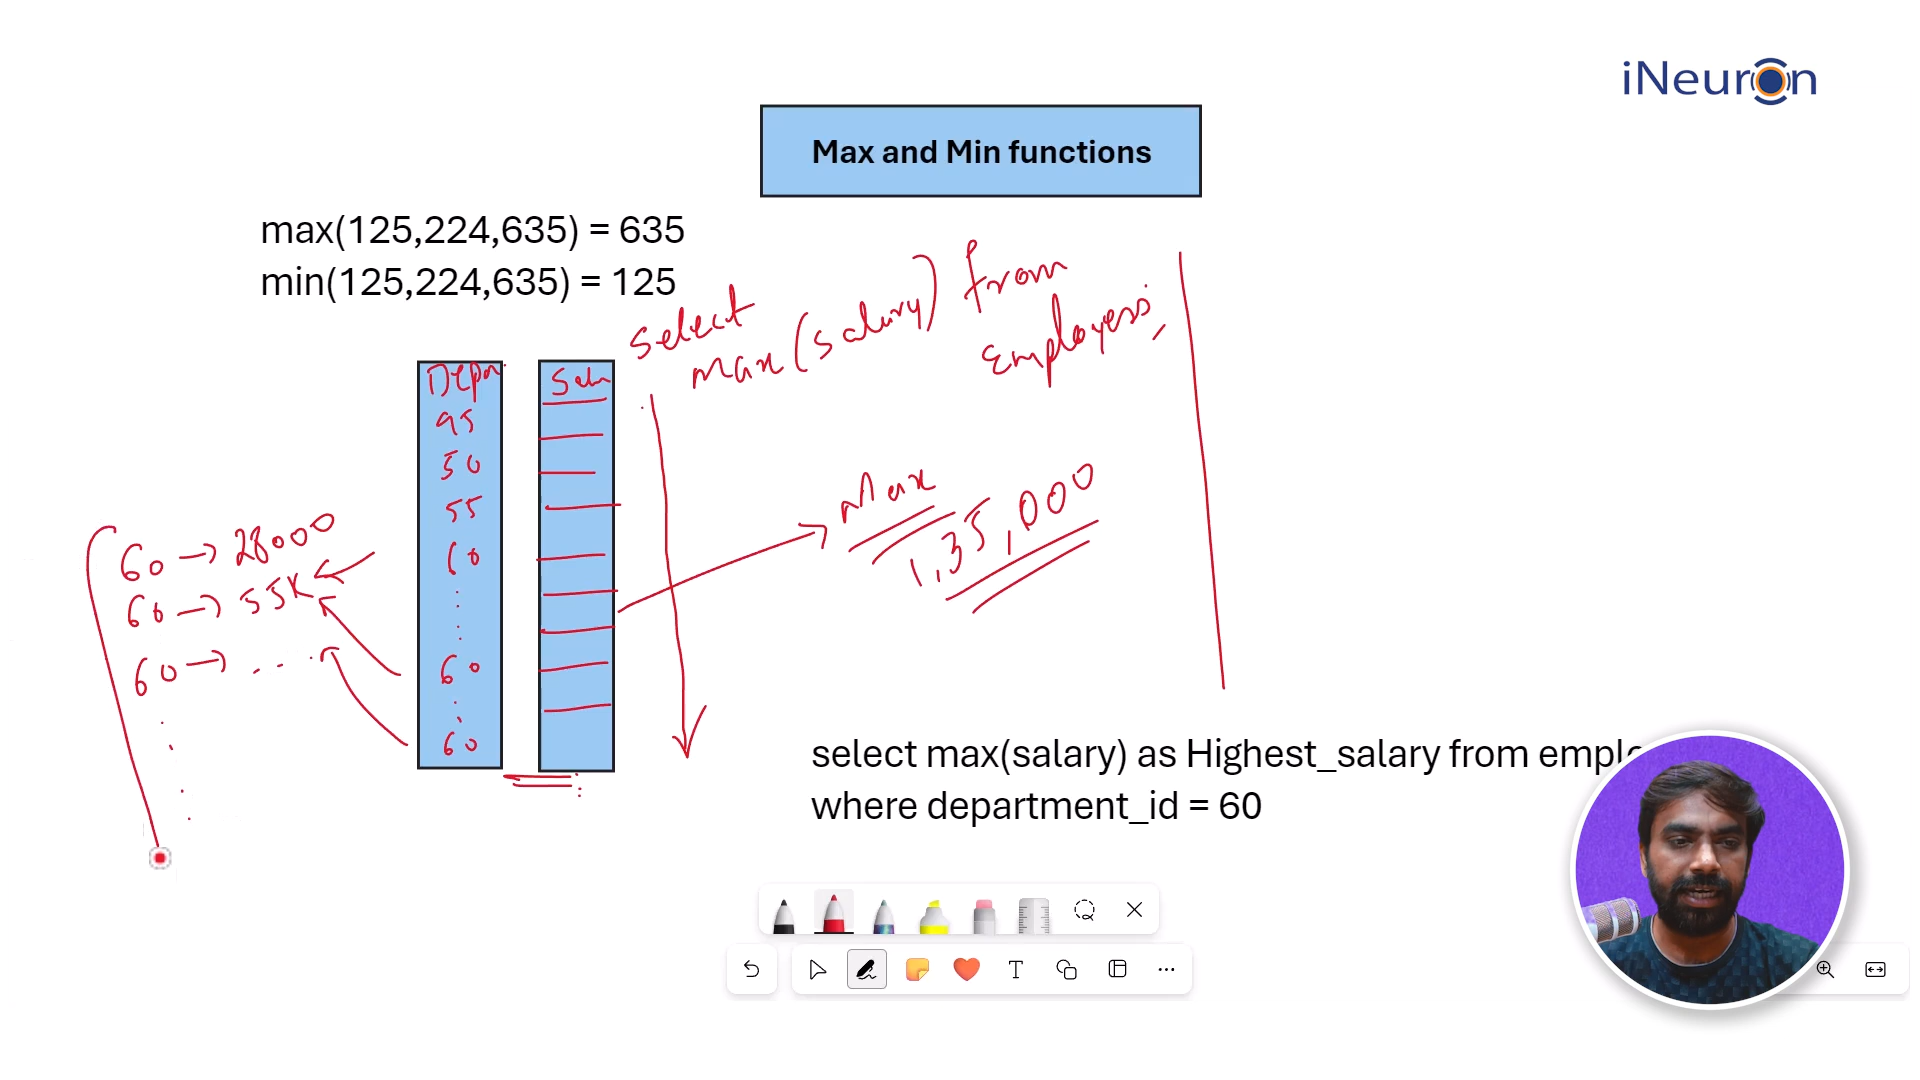 iNeuron
Max and Min functions
max(125,224,635) = 635
min(125,224,635) = 125
select
max(salary) from
Employees;
Depar
95
50
55
60
60
60
Sala
Max
1,35,000
60 → 28000
60 → 55K
60 → ...
select max(salary) as Highest_salary from emplo
where department_id = 60
T